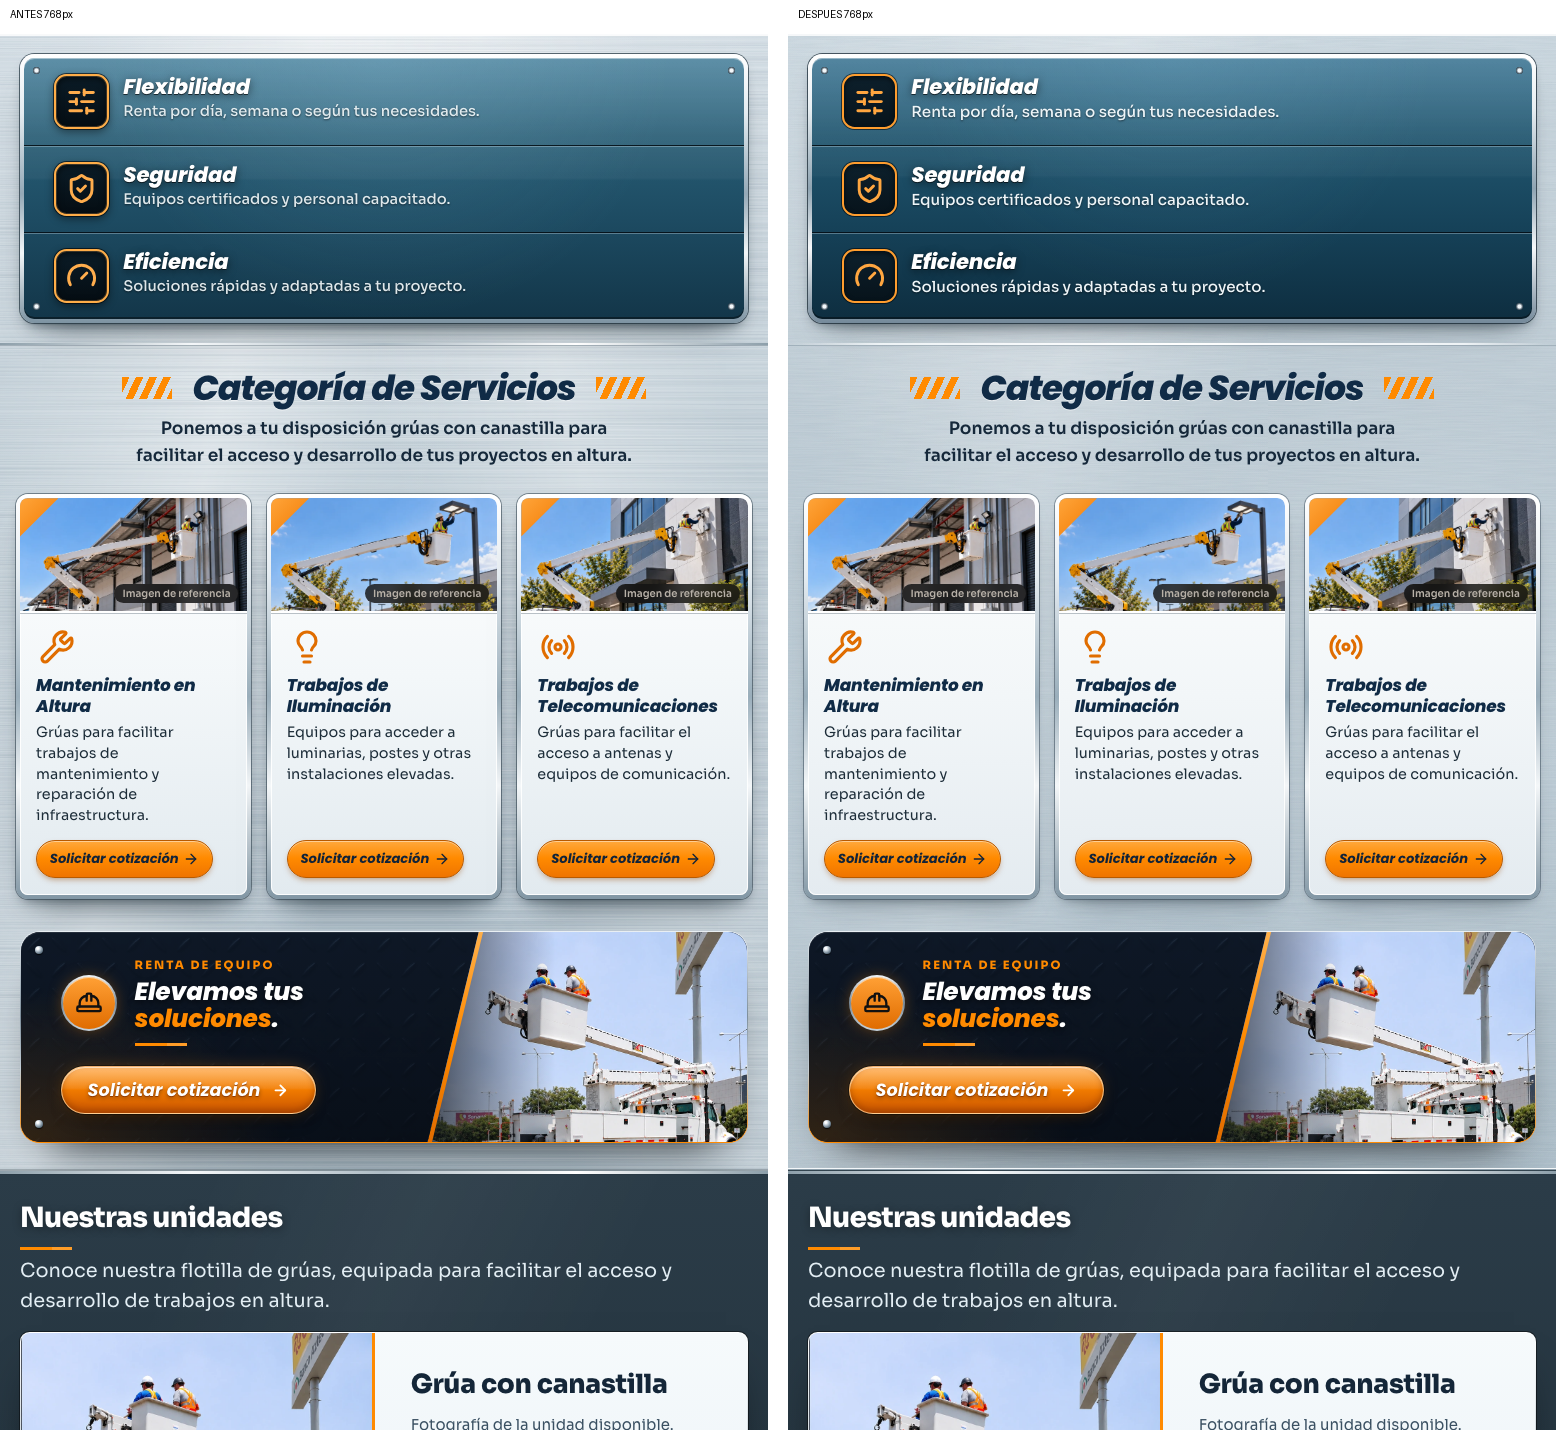 ANTES 768px
Flexibilidad
Renta por día, semana o según tus necesidades.
Seguridad
Equipos certificados y personal capacitado.
Eficiencia
Soluciones rápidas y adaptadas a tu proyecto.
Categoría de Servicios
Ponemos a tu disposición grúas con canastilla para
facilitar el acceso y desarrollo de tus proyectos en altura.
Imagen de referencia
Mantenimiento en
Altura
Grúas para facilitar
trabajos de
mantenimiento y
reparación de
infraestructura.
Solicitar cotización
Imagen de referencia
Trabajos de
Iluminación
Equipos para acceder a
luminarias, postes y otras
instalaciones elevadas.
Solicitar cotización
Imagen de referencia
Trabajos de
Telecomunicaciones
Grúas para facilitar el
acceso a antenas y
equipos de comunicación.
Solicitar cotización
RENTA DE EQUIPO
Elevamos tus
soluciones.
Solicitar cotización
Nuestras unidades
Conoce nuestra flotilla de grúas, equipada para facilitar el acceso y
desarrollo de trabajos en altura.
Grúa con canastilla
Fotografía de la unidad disponible.
DESPUES 768px
Flexibilidad
Renta por día, semana o según tus necesidades.
Seguridad
Equipos certificados y personal capacitado.
Eficiencia
Soluciones rápidas y adaptadas a tu proyecto.
Categoría de Servicios
Ponemos a tu disposición grúas con canastilla para
facilitar el acceso y desarrollo de tus proyectos en altura.
Imagen de referencia
Mantenimiento en
Altura
Grúas para facilitar
trabajos de
mantenimiento y
reparación de
infraestructura.
Solicitar cotización
Imagen de referencia
Trabajos de
Iluminación
Equipos para acceder a
luminarias, postes y otras
instalaciones elevadas.
Solicitar cotización
Imagen de referencia
Trabajos de
Telecomunicaciones
Grúas para facilitar el
acceso a antenas y
equipos de comunicación.
Solicitar cotización
RENTA DE EQUIPO
Elevamos tus
soluciones.
Solicitar cotización
Nuestras unidades
Conoce nuestra flotilla de grúas, equipada para facilitar el acceso y
desarrollo de trabajos en altura.
Grúa con canastilla
Fotografía de la unidad disponible.